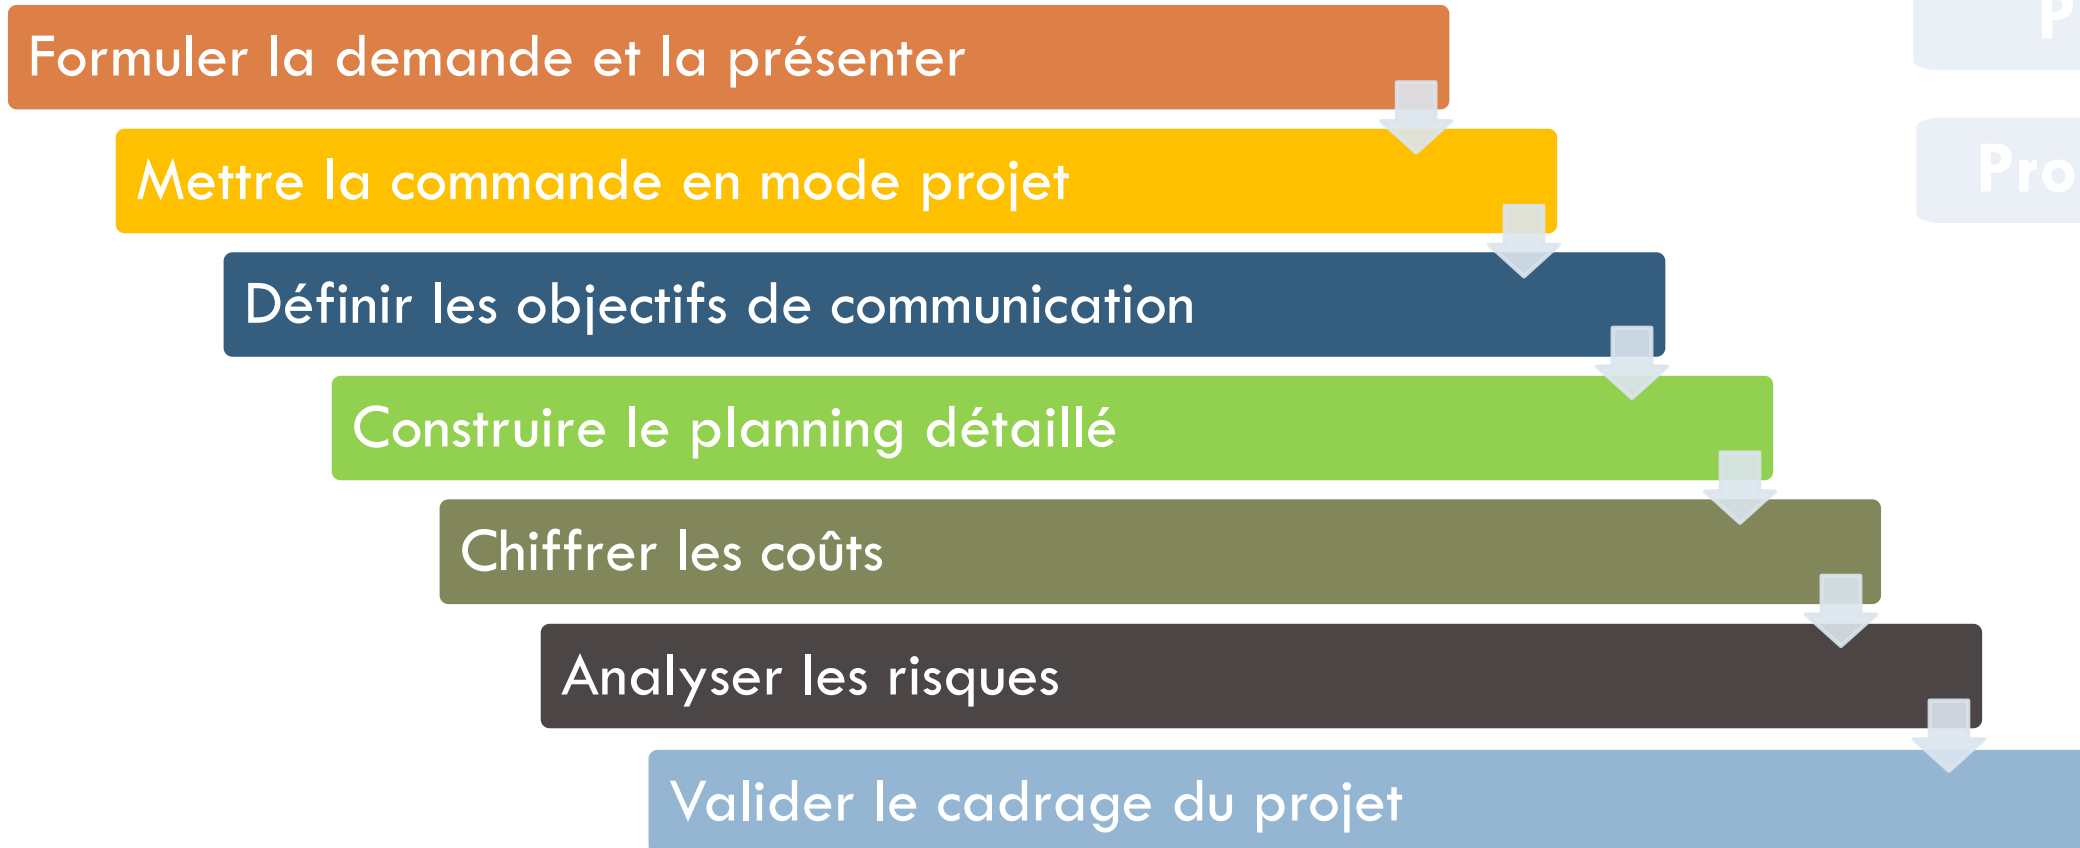 Formuler la demande et la présenter
Mettre la commande en mode projet
Définir les objectifs de communication
Construire le planning détaillé
Chiffrer les coûts
Analyser les risques
Valider le cadrage du projet